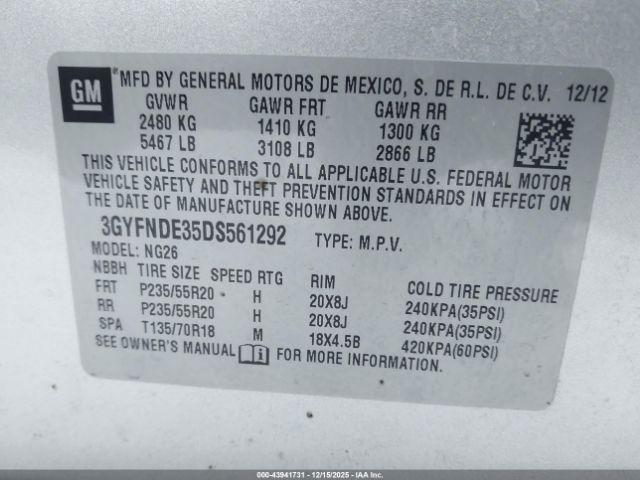 GM
MFD BY GENERAL MOTORS DE MEXICO, S. DE R.L. DE C.V. 12/12
GVWR GAWR FRT GAWR RR
2480 KG 1410 KG 1300 KG
5467 LB 3108 LB 2866 LB
THIS VEHICLE CONFORMS TO ALL APPLICABLE U.S. FEDERAL MOTOR
VEHICLE SAFETY AND THEFT PREVENTION STANDARDS IN EFFECT ON
THE DATE OF MANUFACTURE SHOWN ABOVE.
3GYFNDE35DS561292 TYPE: M.P.V.
MODEL: NG26
NBBH TIRE SIZE SPEED RTG RIM COLD TIRE PRESSURE
FRT P235/55R20 H 20X8J 240KPA(35PSI)
RR P235/55R20 H 20X8J 240KPA(35PSI)
SPA T135/70R18 M 18X4.5B 420KPA(60PSI)
SEE OWNER'S MANUAL FOR MORE INFORMATION.
000-43941731 - 12/15/2025 - IAA Inc.